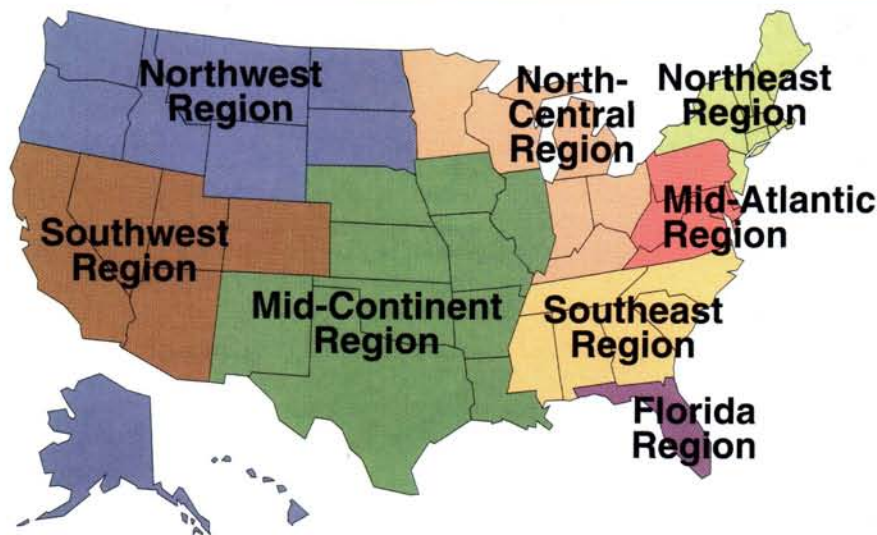 Northwest
Region
North-
Central
Region
Northeast
Region
Mid-Atlantic
Region
Southwest
Region
Mid-Continent
Region
Southeast
Region
Florida
Region